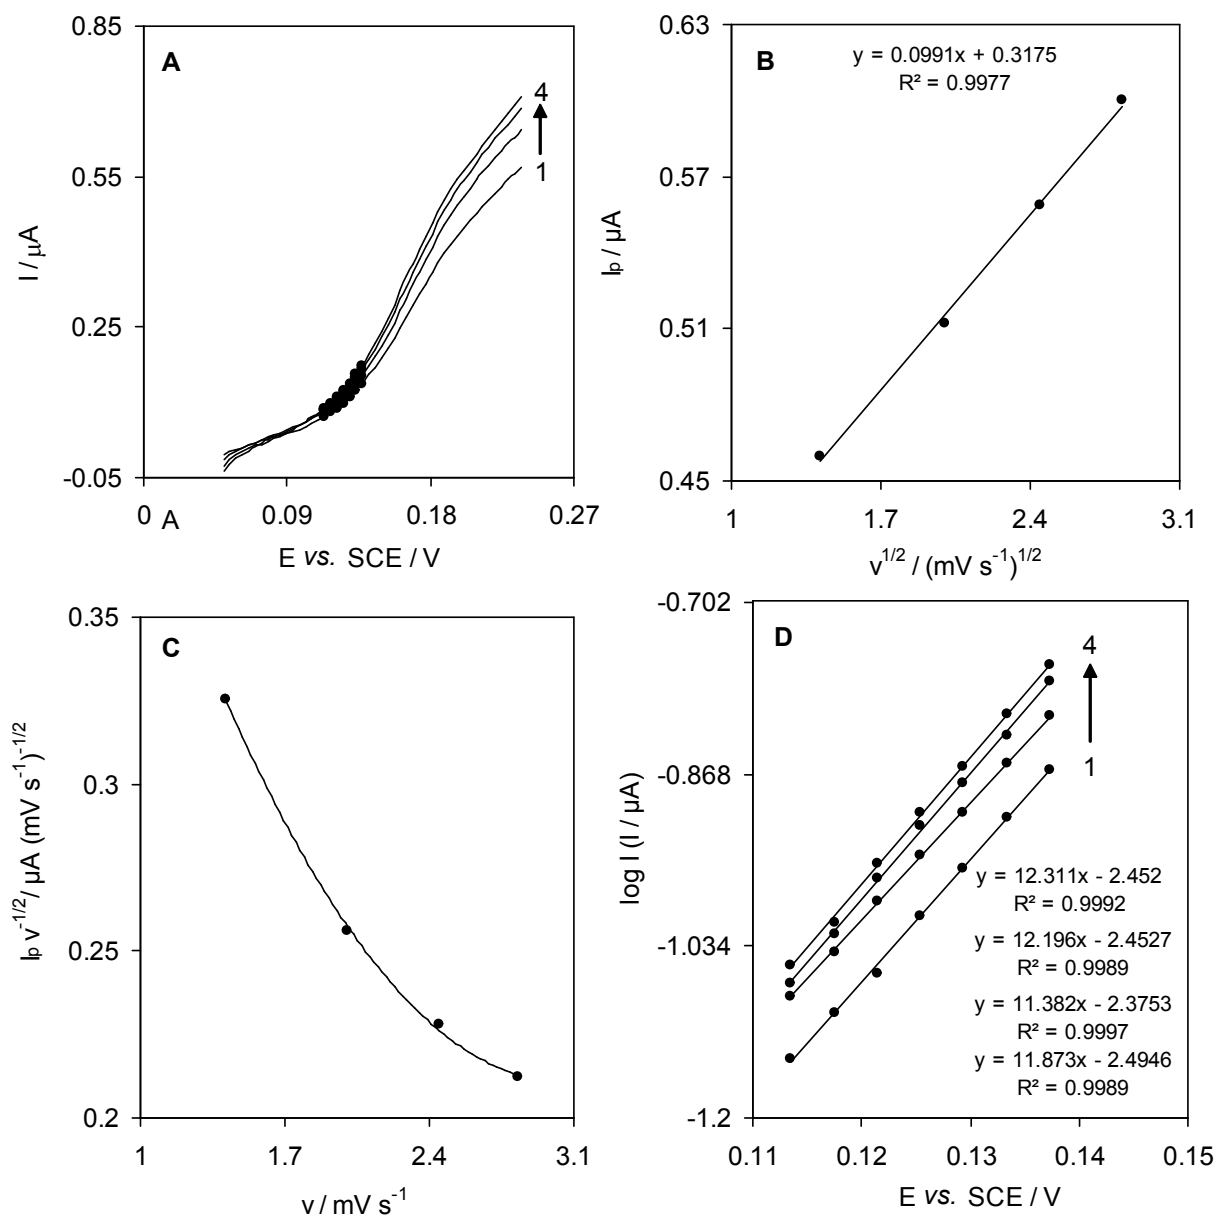 0.85
A
4
0.55
1
I / µA
0.25
-0.05
0
A
0.09
0.18
0.27
E vs. SCE / V
0.63
B
y = 0.0991x + 0.3175
R² = 0.9977
0.57
Ip / µA
0.51
0.45
1
1.7
2.4
3.1
v1/2 / (mV s-1)1/2
0.35
C
0.3
Ip v-1/2/ µA (mV s-1)-1/2
0.25
0.2
1
1.7
2.4
3.1
v / mV s-1
-0.702
D
4
-0.868
1
log I (I / µA)
y = 12.311x - 2.452
R² = 0.9992
-1.034
y = 12.196x - 2.4527
R² = 0.9989
y = 11.382x - 2.3753
R² = 0.9997
y = 11.873x - 2.4946
R² = 0.9989
-1.2
0.11
0.12
0.13
0.14
0.15
E vs. SCE / V